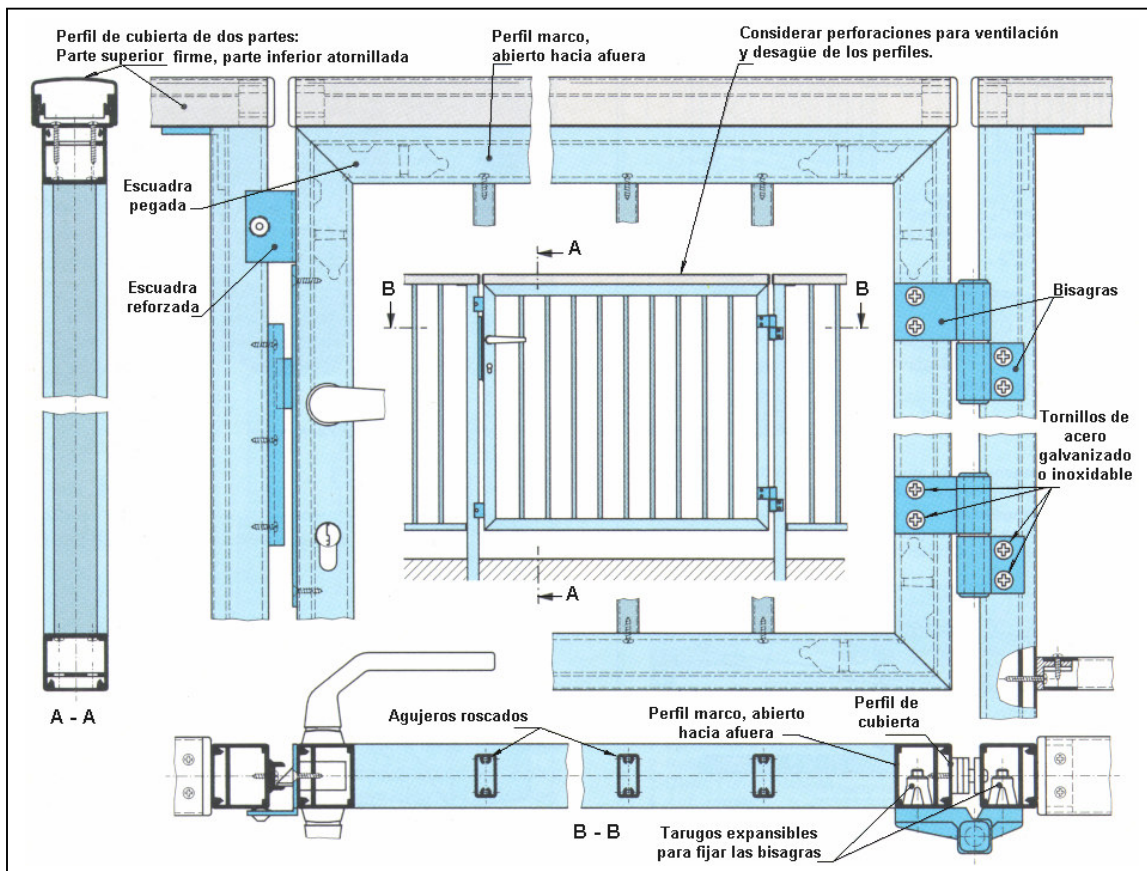 Perfil de cubierta de dos partes:
Parte superior firme, parte inferior atornillada
Perfil marco,
abierto hacia afuera
Considerar perforaciones para ventilación
y desagüe de los perfiles.
Escuadra
pegada
Escuadra
reforzada
A
B
B
A
Bisagras
Tornillos de
acero
galvanizado
o inoxidable
A - A
Agujeros roscados
Perfil marco, abierto
hacia afuera
Perfil de
cubierta
B - B
Tarugos expansibles
para fijar las bisagras